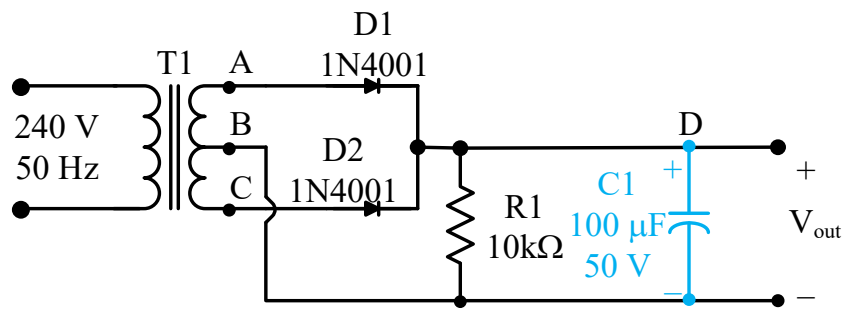 D1
1N4001
T1
A
240 V
50 Hz
B
D2
1N4001
C
D
R1
10kΩ
+
C1
100 μF
50 V
−
+
V_out
−